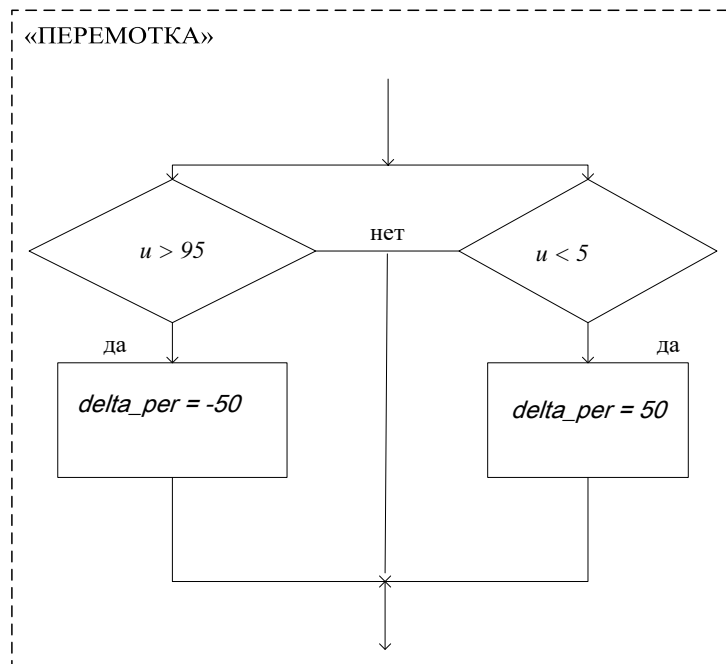 «ПЕРЕМОТКА»
нет
u > 95
u < 5
да
да
delta_per = -50
delta_per = 50